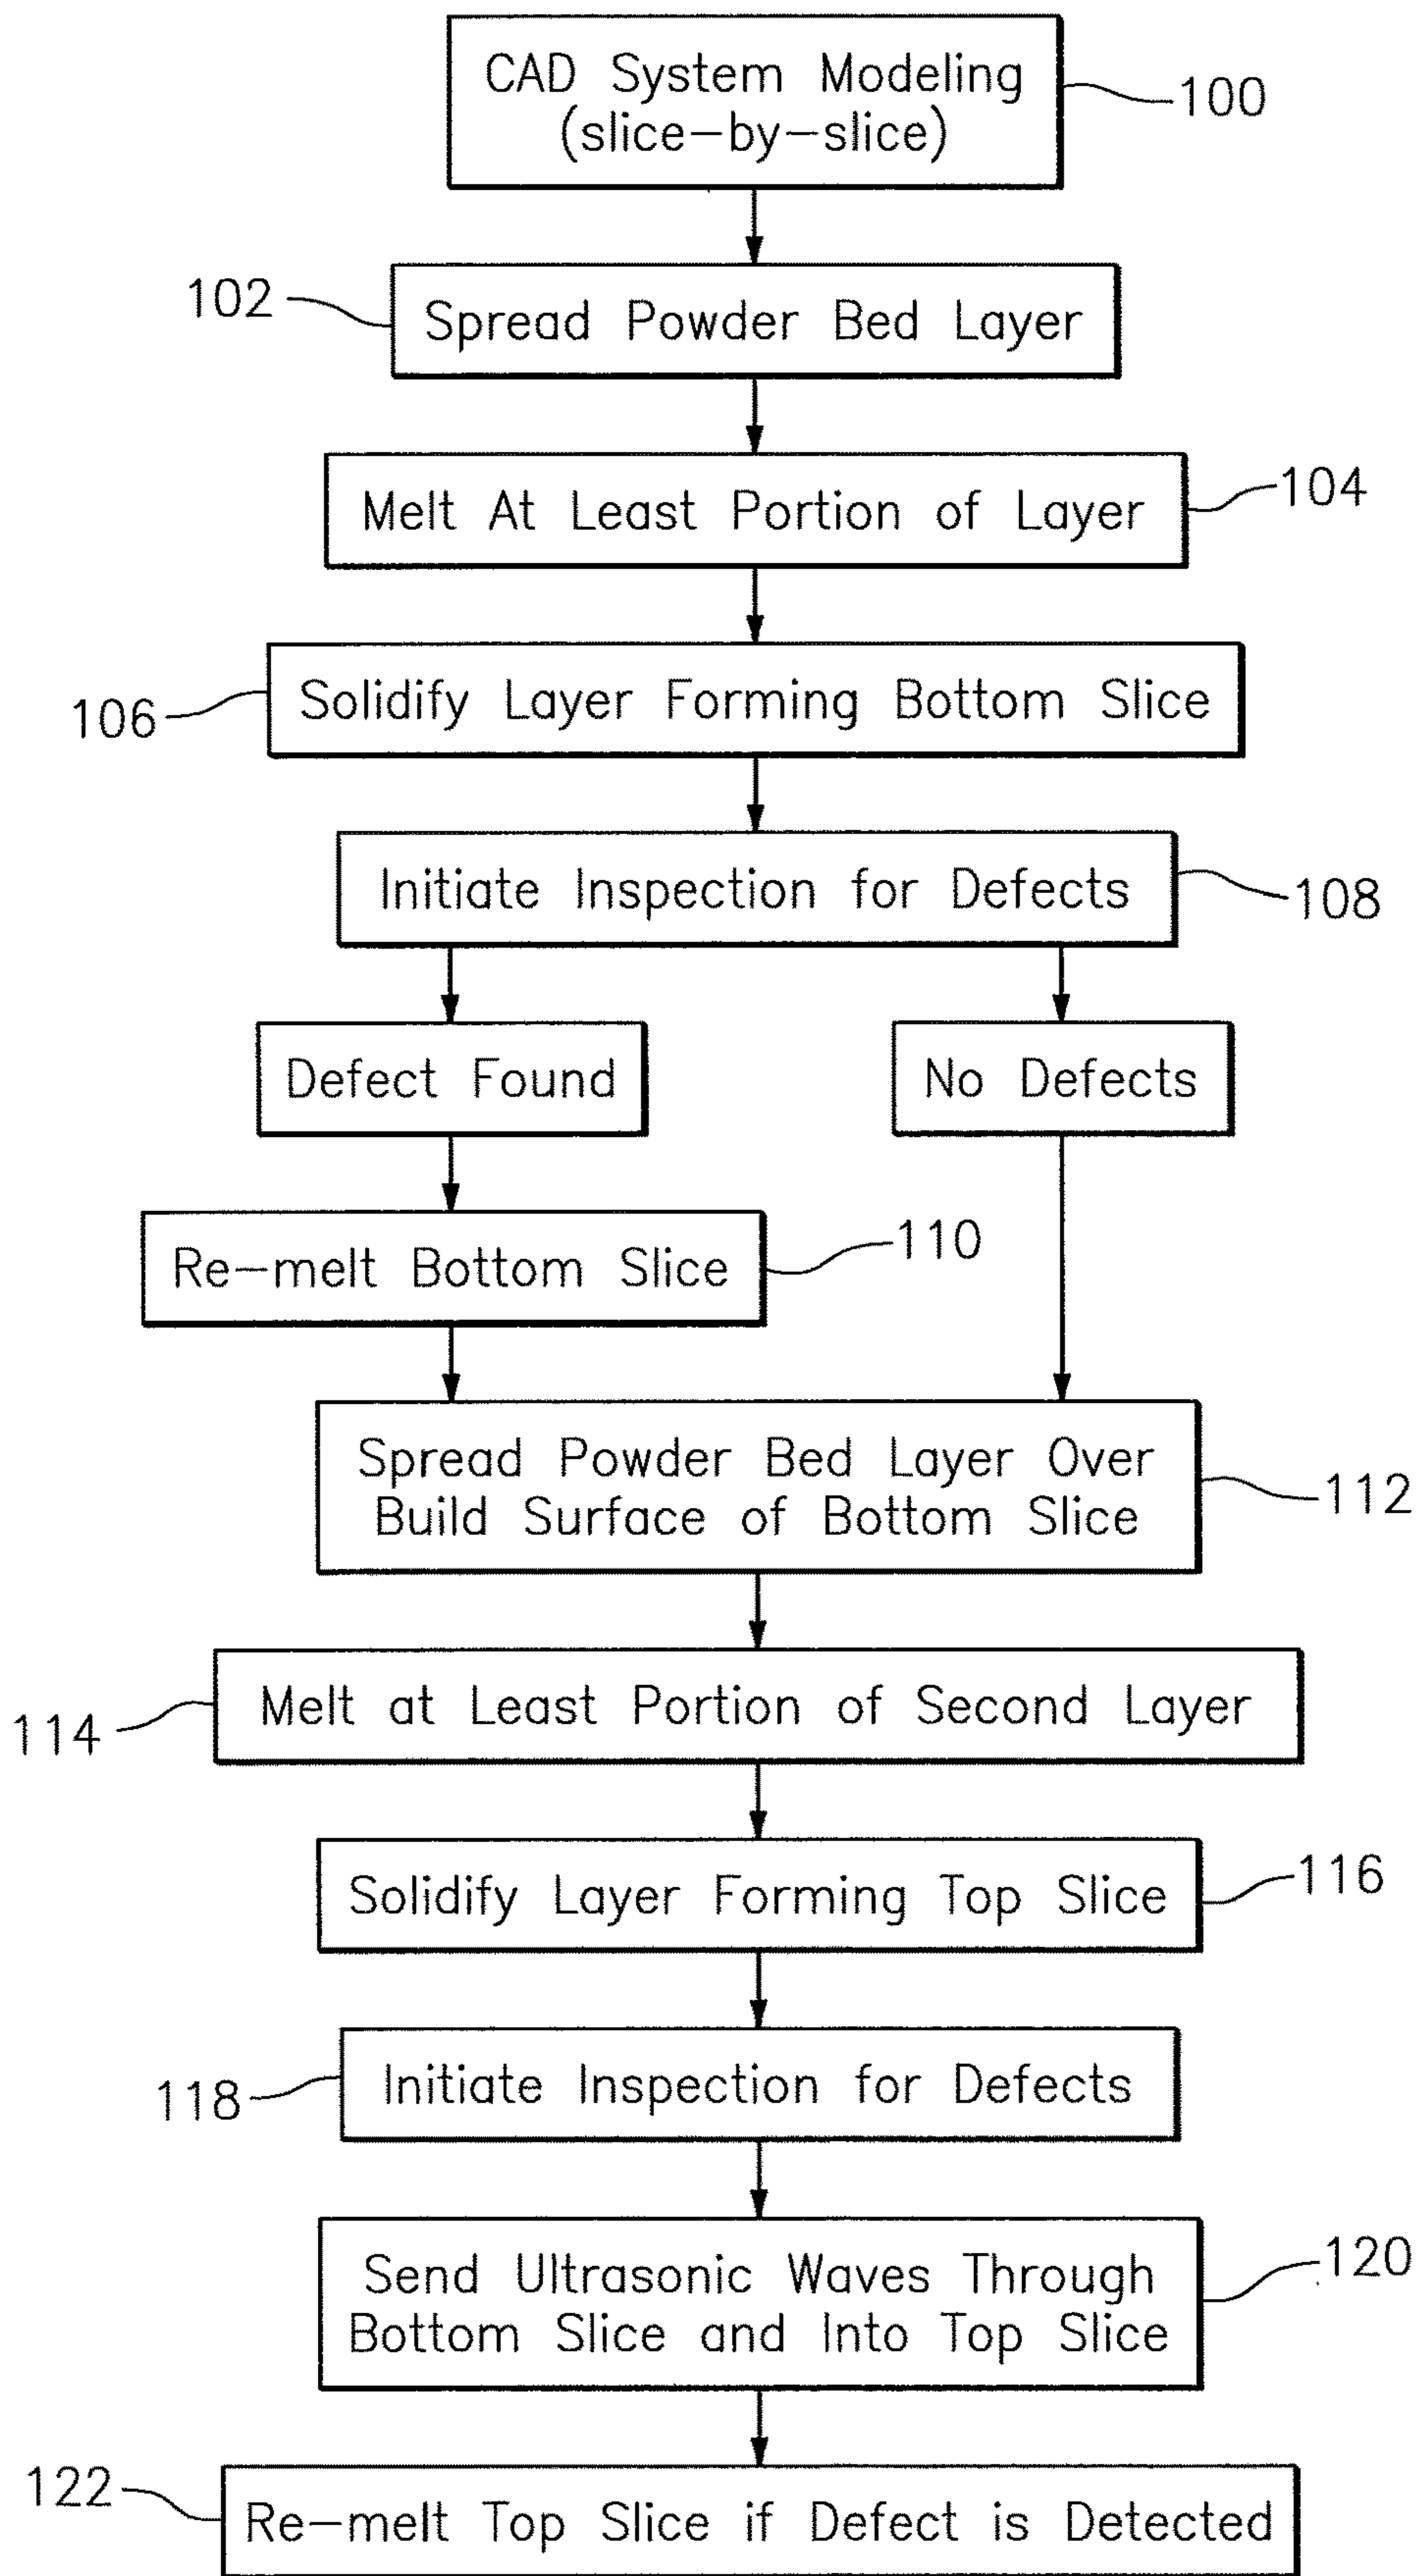 CAD System Modeling
(slice-by-slice)
100
102
Spread Powder Bed Layer
Melt At Least Portion of Layer
104
106
Solidify Layer Forming Bottom Slice
Initiate Inspection for Defects
108
Defect Found
No Defects
Re-melt Bottom Slice
110
Spread Powder Bed Layer Over
Build Surface of Bottom Slice
112
114
Melt at Least Portion of Second Layer
Solidify Layer Forming Top Slice
116
118
Initiate Inspection for Defects
Send Ultrasonic Waves Through
Bottom Slice and Into Top Slice
120
122
Re-melt Top Slice if Defect is Detected